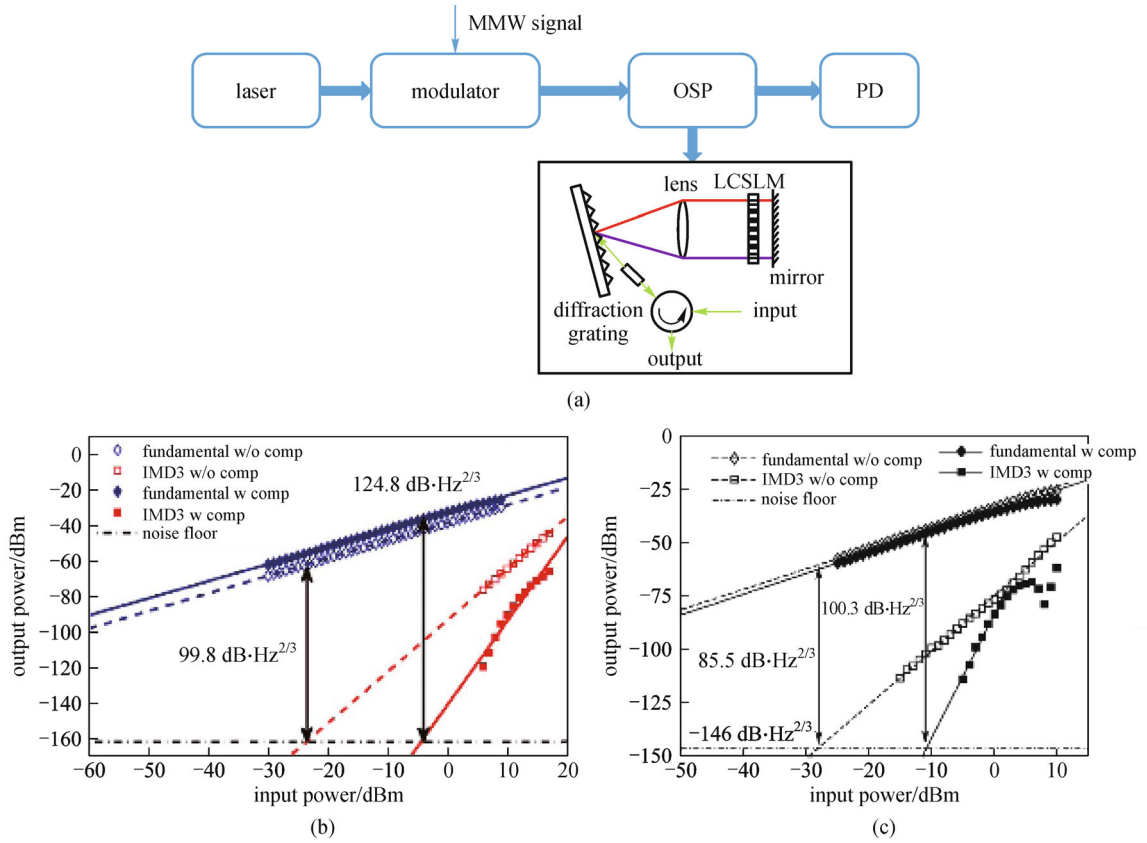 MMW signal
laser
modulator
OSP
PD
lens
LCSLM
mirror
diffraction
grating
input
output
(a)
fundamental w/o comp
IMD3 w/o comp
fundamental w comp
IMD3 w comp
noise floor
124.8 dB·Hz^2/3
99.8 dB·Hz^2/3
output power/dBm
0
−20
−40
−60
−80
−100
−120
−140
−160
−60
−50
−40
−30
−20
−10
0
10
20
input power/dBm
(b)
fundamental w/o comp
IMD3 w/o comp
noise floor
fundamental w comp
IMD3 w comp
100.3 dB·Hz^2/3
85.5 dB·Hz^2/3
−146 dB·Hz^2/3
output power/dBm
0
−25
−50
−75
−100
−125
−150
−50
−40
−30
−20
−10
0
10
input power/dBm
(c)